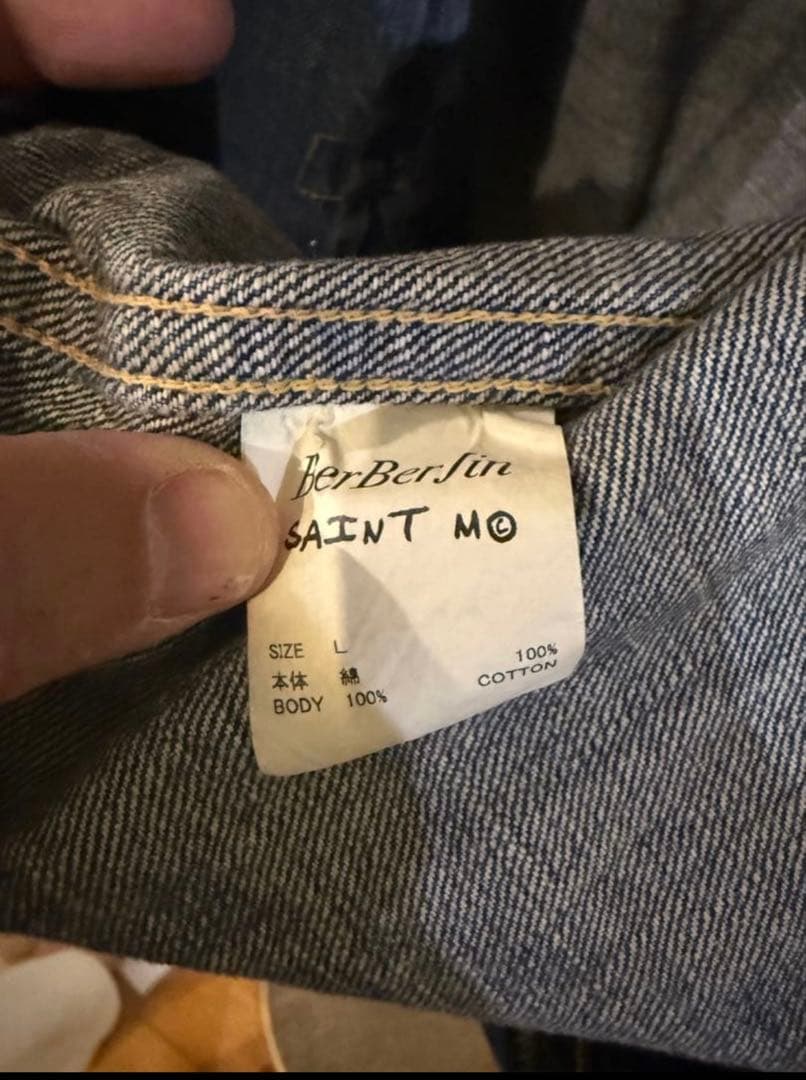 BerBerJin
SAINT M©
SIZE L
本体 綿 100%
BODY 100% COTTON